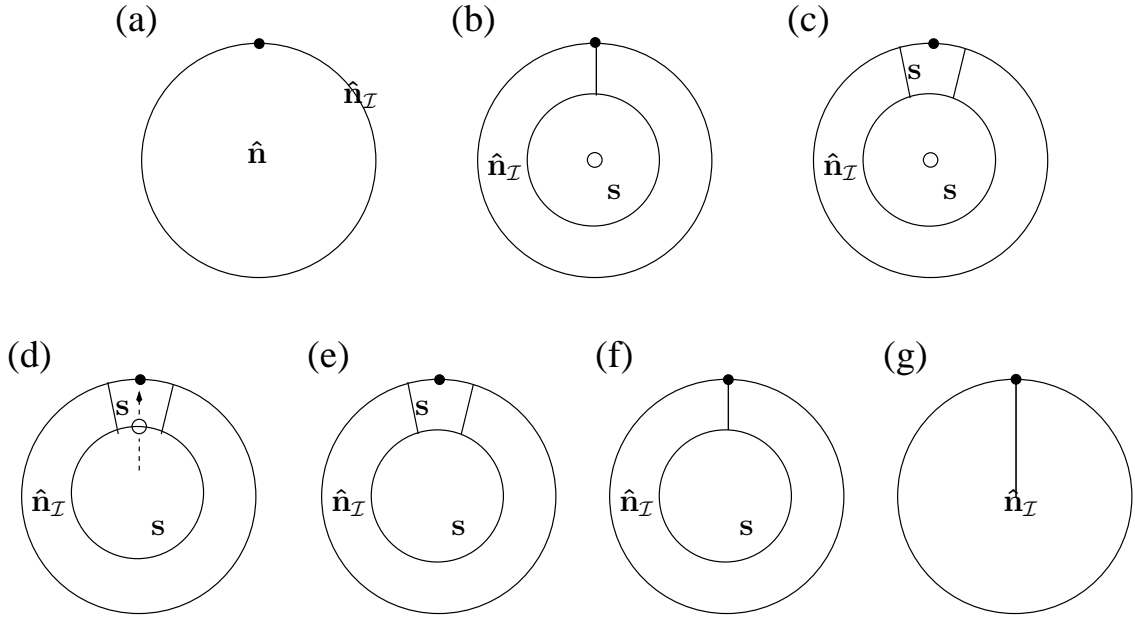 (a) (b) (c)
n̂_ℐ s
n̂
n̂_ℐ n̂_ℐ
s s
(d) (e) (f) (g)
s s
n̂_ℐ n̂_ℐ n̂_ℐ n̂_ℐ
s s s